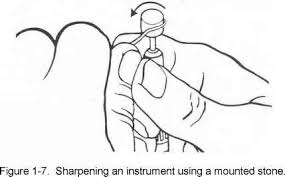 Figure 1-7.  Sharpening an instrument using a mounted stone.